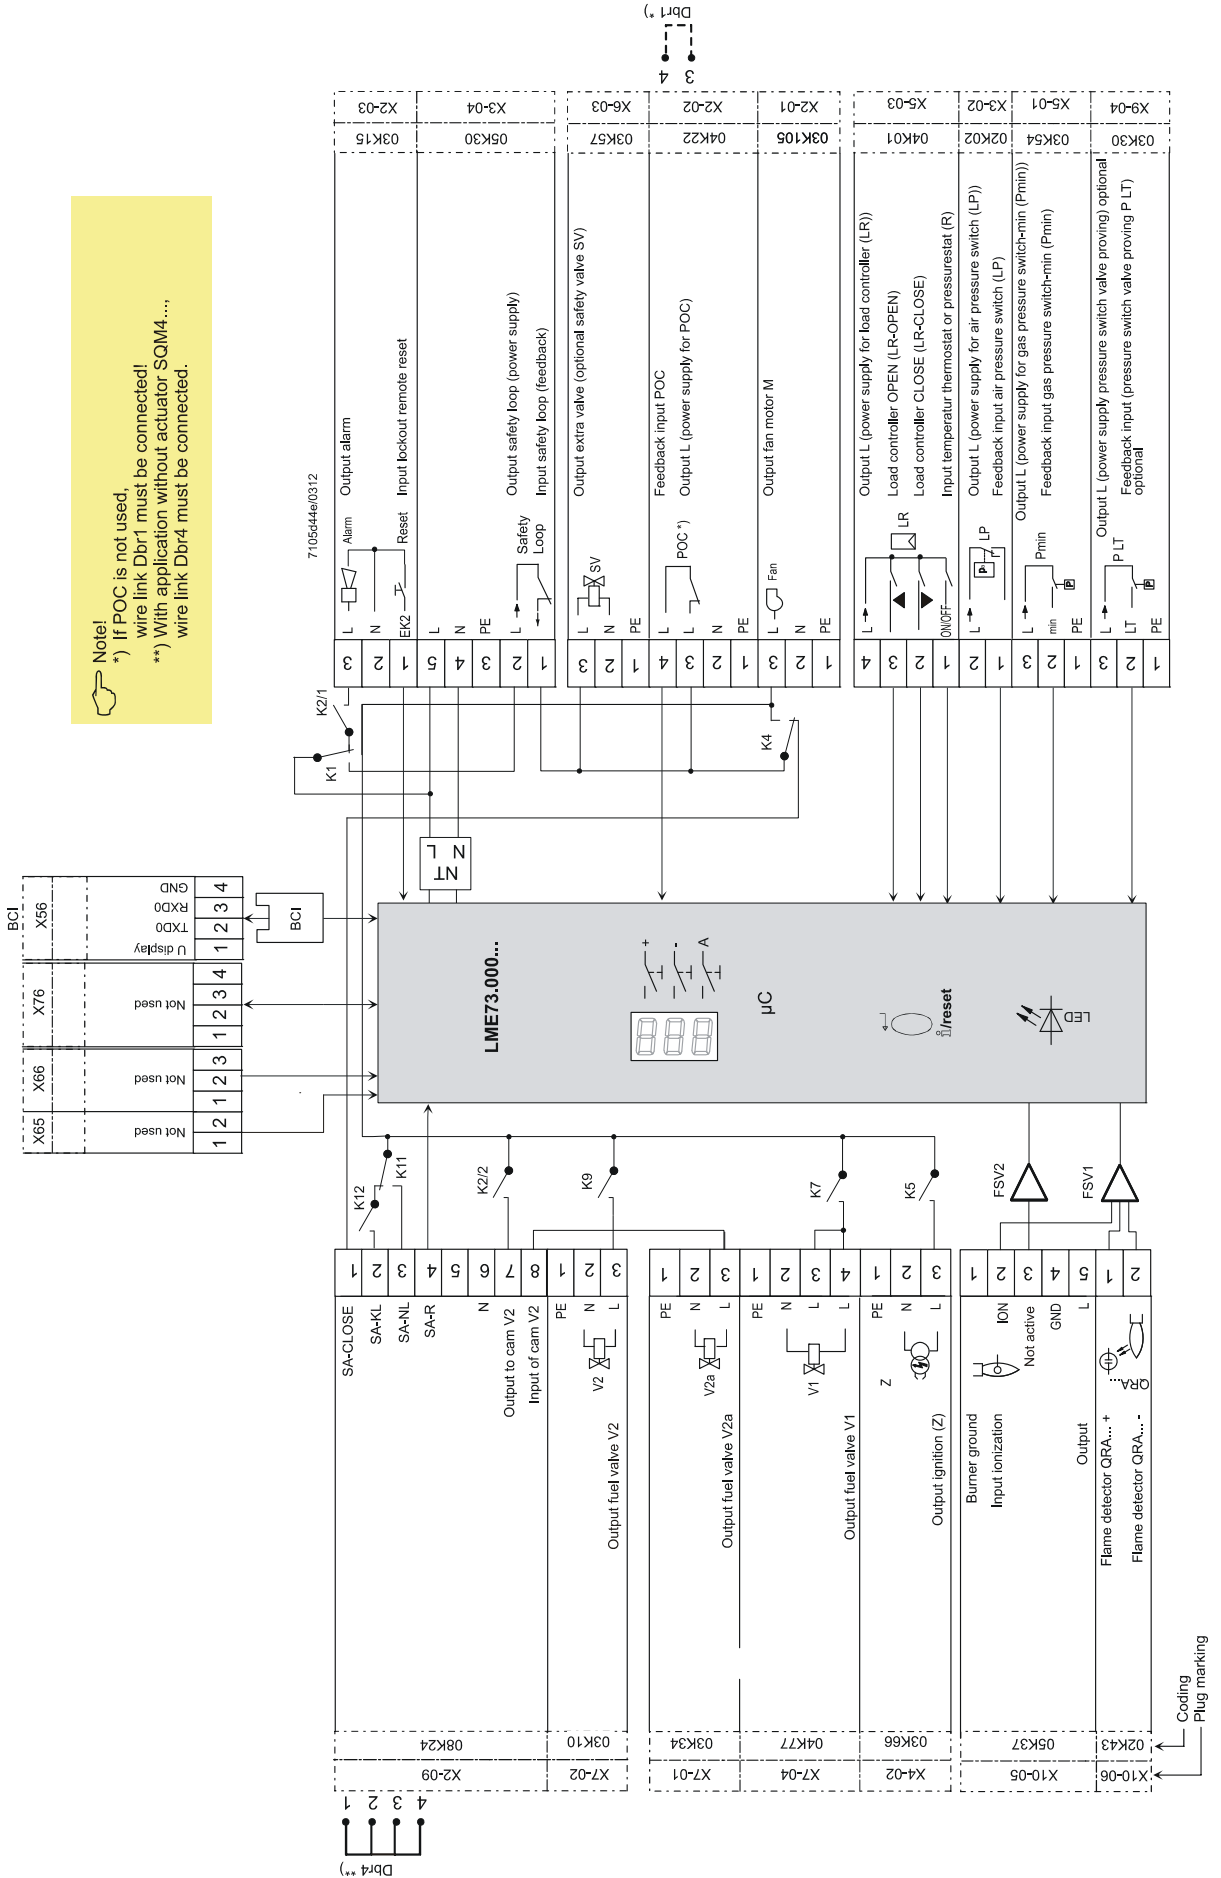 Note!
*) If POC is not used,
wire link Dbr1 must be connected!
**) With application without actuator SQM4...,
wire link Dbr4 must be connected.
7105d44e/0312
Dbr1 *)
4
3
X2-03
X3-04
X6-03
X2-02
X2-01
X5-03
X3-02
X5-01
X9-04
03K15
05K30
03K57
04K22
03K105
04K01
02K02
03K54
03K30
3 L Alarm Output alarm
2 N
1 EK2 Reset Input lockout remote reset
5 L
4 N
3 PE
2 L Output safety loop (power supply)
Safety
Loop
1 Input safety loop (feedback)
3 L SV Output extra valve (optional safety valve SV)
2 N
1 PE
4 L Feedback input POC
POC *)
3 L Output L (power supply for POC)
2 N
1 PE
3 L Fan Output fan motor M
2 N
1 PE
4 L Output L (power supply for load controller (LR))
LR
3 Load controller OPEN (LR-OPEN)
2 Load controller CLOSE (LR-CLOSE)
1 ON/OFF Input temperatur thermostat or pressurestat (R)
2 L Output L (power supply for air pressure switch (LP))
P LP
1 Feedback input air pressure switch (LP)
3 L Output L (power supply for gas pressure switch-min (Pmin))
Pmin
2 min P Feedback input gas pressure switch-min (Pmin)
1 PE
3 L Output L (power supply pressure switch valve proving) optional
P LT
2 LT P Feedback input (pressure switch valve proving P LT)
optional
1 PE
K2/1
K1
K4
NT
L
N
BCI
X56
GND
RXD0
TXD0
U display
1 2 3 4
BCI
X76
Not used
1 2 3 4
X66
Not used
1 2 3
X65
Not used
1 2
LME73.000...
+
-
A
µC
/reset
LED
K12
K11
K2/2
K9
K7
K5
FSV2
FSV1
1 SA-CLOSE
2 SA-KL
3 SA-NL
4 SA-R
5
6 N
7 Output to cam V2
8 Input of cam V2
1 PE
2 N V2
3 L Output fuel valve V2
1 PE
2 N V2a
3 L Output fuel valve V2a
1 PE
2 N
3 L V1
4 L Output fuel valve V1
1 PE
2 N Z
3 L Output ignition (Z)
1 Burner ground
2 ION Input ionization
3 Not active
4 GND
5 L Output
1 Flame detector QRA... +
QRA...
2 Flame detector QRA... -
08K24
03K10
03K34
04K77
03K66
05K37
02K43
X2-09
X7-02
X7-01
X7-04
X4-02
X10-05
X10-06
Coding
Plug marking
1
2
3
4
Dbr4 **)